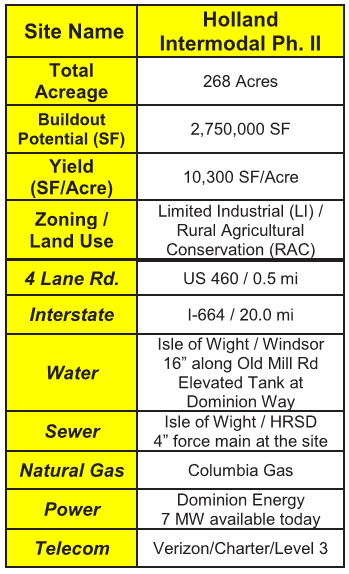 Site Name
Holland
Intermodal Ph. II
Total
Acreage
268 Acres
Buildout
Potential (SF)
2,750,000 SF
Yield
(SF/Acre)
10,300 SF/Acre
Zoning /
Land Use
Limited Industrial (LI) /
Rural Agricultural
Conservation (RAC)
4 Lane Rd.
US 460 / 0.5 mi
Interstate
I-664 / 20.0 mi
Water
Isle of Wight / Windsor
16” along Old Mill Rd
Elevated Tank at
Dominion Way
Sewer
Isle of Wight / HRSD
4” force main at the site
Natural Gas
Columbia Gas
Power
Dominion Energy
7 MW available today
Telecom
Verizon/Charter/Level 3